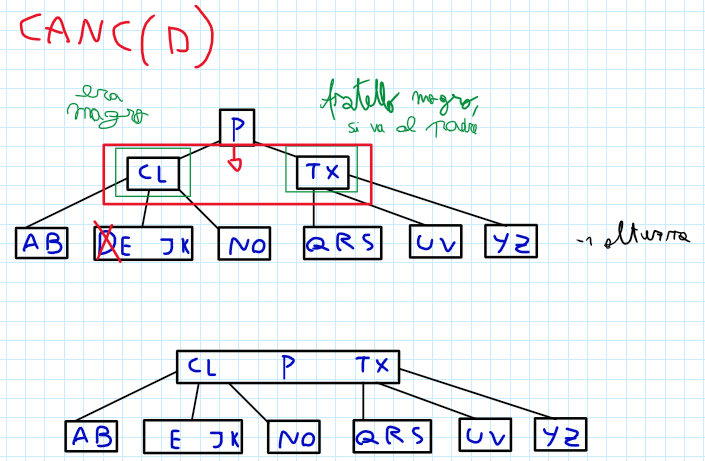 CANC(D)
era
magro
fratello magro,
si va al padre
P
CL
TX
AB
DE JK
NO
QRS
UV
YZ
-1 altezza
CL P TX
AB
E JK
NO
QRS
UV
YZ